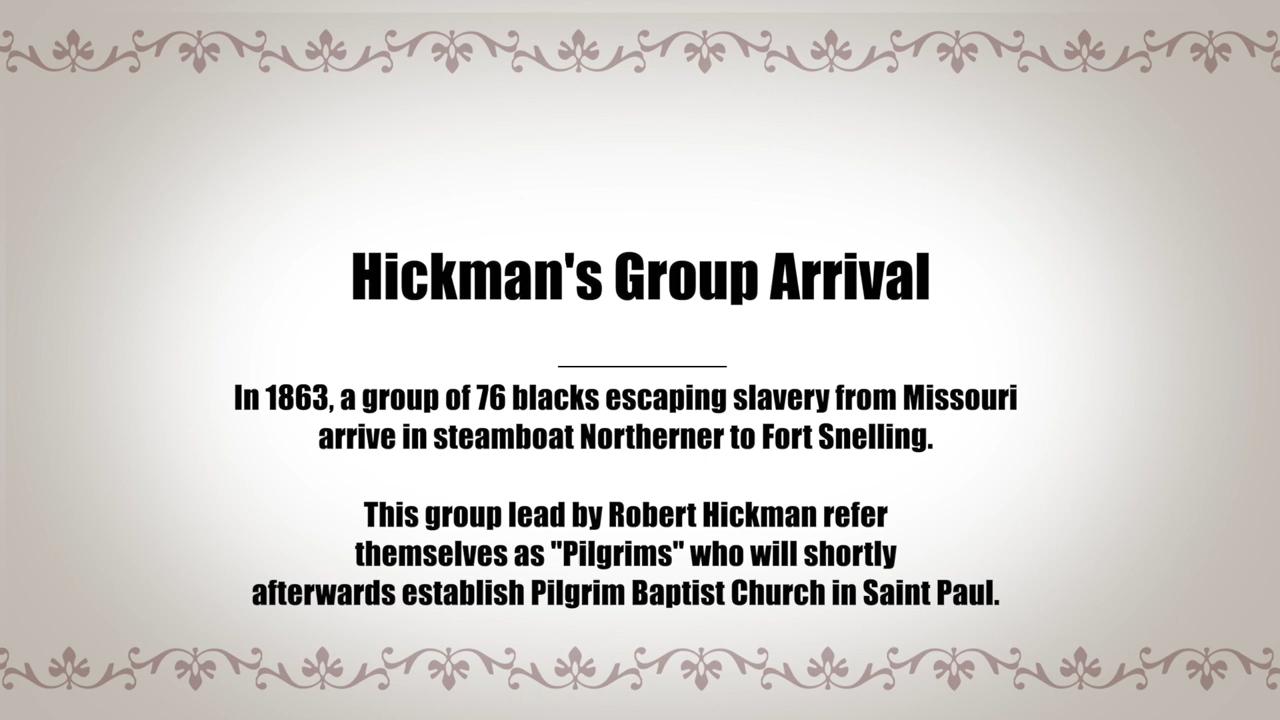 Hickman's Group Arrival
In 1863, a group of 76 blacks escaping slavery from Missouri
arrive in steamboat Northerner to Fort Snelling.
This group lead by Robert Hickman refer
themselves as "Pilgrims" who will shortly
afterwards establish Pilgrim Baptist Church in Saint Paul.